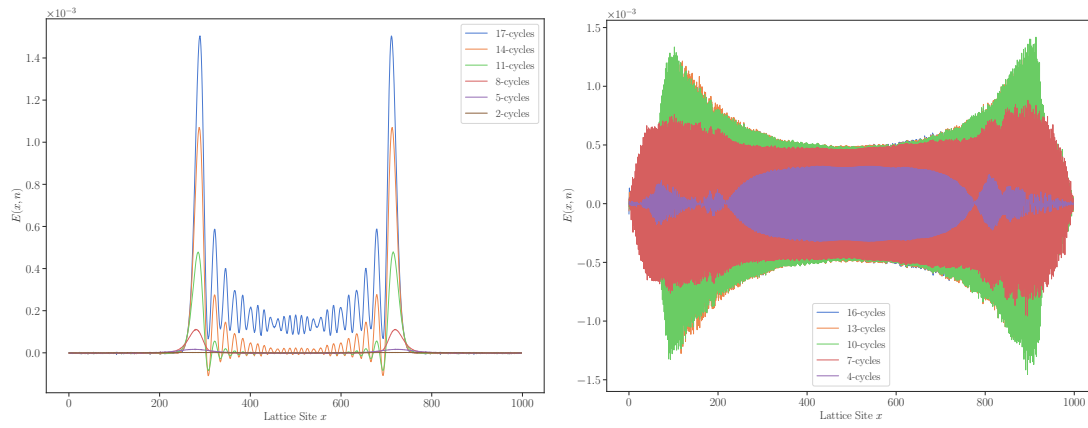 ×10⁻³
1.4
1.2
1.0
0.8
0.6
0.4
0.2
0.0
E(x, n)
17-cycles
14-cycles
11-cycles
8-cycles
5-cycles
2-cycles
0 200 400 600 800 1000
Lattice Site x
×10⁻³
1.5
1.0
0.5
0.0
−0.5
−1.0
−1.5
E(x, n)
16-cycles
13-cycles
10-cycles
7-cycles
4-cycles
0 200 400 600 800 1000
Lattice Site x